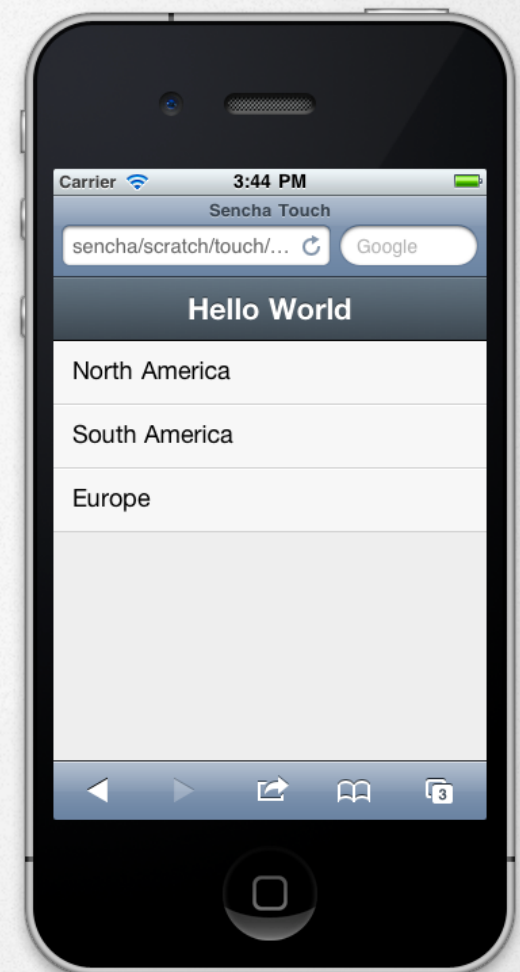 Carrier 3:44 PM
Sencha Touch
sencha/scratch/touch/... Google
Hello World
North America
South America
Europe
3